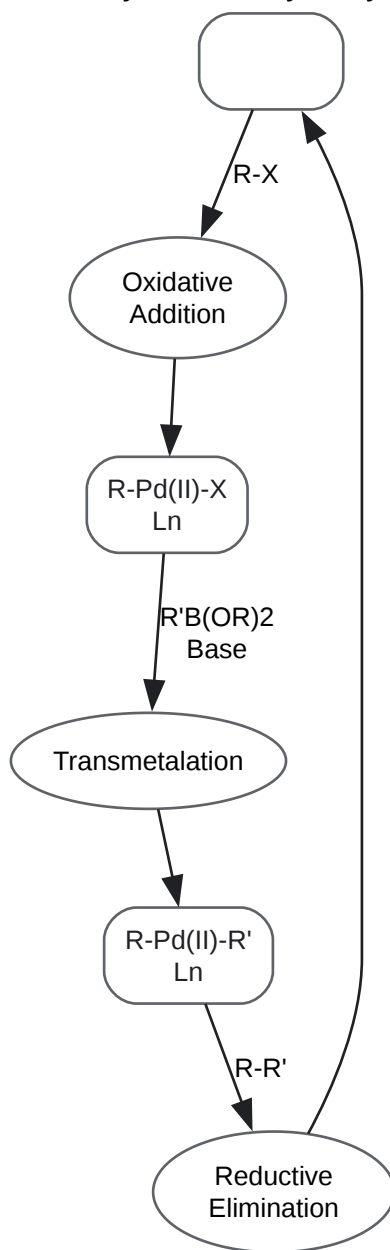 R-X
Oxidative
Addition
R-Pd(II)-X
Ln
R'B(OR)2
Base
Transmetalation
R-Pd(II)-R'
Ln
R-R'
Reductive
Elimination